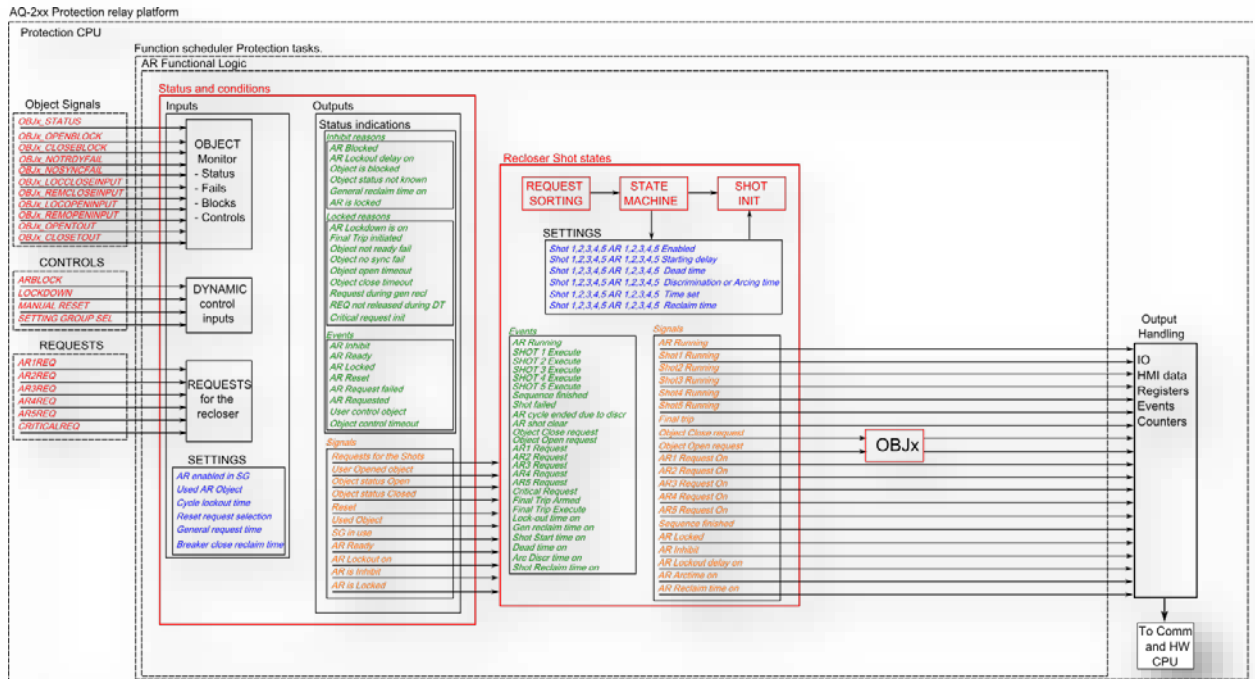 AQ-2xx Protection relay platform
Protection CPU
Function scheduler Protection tasks.
AR Functional Logic
Object Signals
OBJx_STATUS
OBJx_OPENBLOCK
OBJx_CLOSEBLOCK
OBJx_NOTRDYFAIL
OBJx_NOSYNCFAIL
OBJx_LOCCLOSEINPUT
OBJx_REMCLOSEINPUT
OBJx_LOCOPENINPUT
OBJx_REMOPENINPUT
OBJx_OPENTOUT
OBJx_CLOSETOUT
CONTROLS
ARBLOCK
LOCKDOWN
MANUAL RESET
SETTING GROUP SEL
REQUESTS
AR1REQ
AR2REQ
AR3REQ
AR4REQ
AR5REQ
CRITICALREQ
Status and conditions
Inputs
OBJECT
Monitor
- Status
- Fails
- Blocks
- Controls
DYNAMIC
control
inputs
REQUESTS
for the
recloser
SETTINGS
AR enabled in SG
Used AR Object
Cycle lockout time
Reset request selection
General request time
Breaker close reclaim time
Outputs
Status indications
Inhibit reasons
AR Blocked
AR Lockout delay on
Object is blocked
Object status not known
General reclaim time on
AR is locked
Locked reasons
AR Lockdown is on
Final Trip initiated
Object not ready fail
Object no sync fail
Object open timeout
Object close timeout
Request during gen recl
REQ not released during DT
Critical request init
Events
AR Inhibit
AR Ready
AR Locked
AR Reset
AR Request failed
AR Requested
User control object
Object control timeout
Signals
Requests for the Shots
User Opened object
Object status Open
Object status Closed
Reset
Used Object
SG in use
AR Ready
AR Lockout on
AR is Inhibit
AR is Locked
Recloser Shot states
REQUEST
SORTING
STATE
MACHINE
SHOT
INIT
SETTINGS
Shot 1,2,3,4,5 AR 1,2,3,4,5 Enabled
Shot 1,2,3,4,5 AR 1,2,3,4,5 Starting delay
Shot 1,2,3,4,5 AR 1,2,3,4,5 Dead time
Shot 1,2,3,4,5 AR 1,2,3,4,5 Discrimination or Arcing time
Shot 1,2,3,4,5 AR 1,2,3,4,5 Time set
Shot 1,2,3,4,5 AR 1,2,3,4,5 Reclaim time
Events
AR Running
SHOT 1 Execute
SHOT 2 Execute
SHOT 3 Execute
SHOT 4 Execute
SHOT 5 Execute
Sequence finished
Shot failed
AR cycle ended due to discr
AR shot clear
Object Close request
Object Open request
AR1 Request
AR2 Request
AR3 Request
AR4 Request
AR5 Request
Critical Request
Final Trip Armed
Final Trip Execute
Lock-out time on
Gen reclaim time on
Shot Start time on
Dead time on
Arc Discr time on
Shot Reclaim time on
Signals
AR Running
Shot1 Running
Shot2 Running
Shot3 Running
Shot4 Running
Shot5 Running
Final trip
Object Close request
Object Open request
AR1 Request On
AR2 Request On
AR3 Request On
AR4 Request On
AR5 Request On
Sequence finished
AR Locked
AR Inhibit
AR Lockout delay on
AR Arctime on
AR Reclaim time on
OBJx
Output
Handling
IO
HMI data
Registers
Events
Counters
To Comm
and HW
CPU